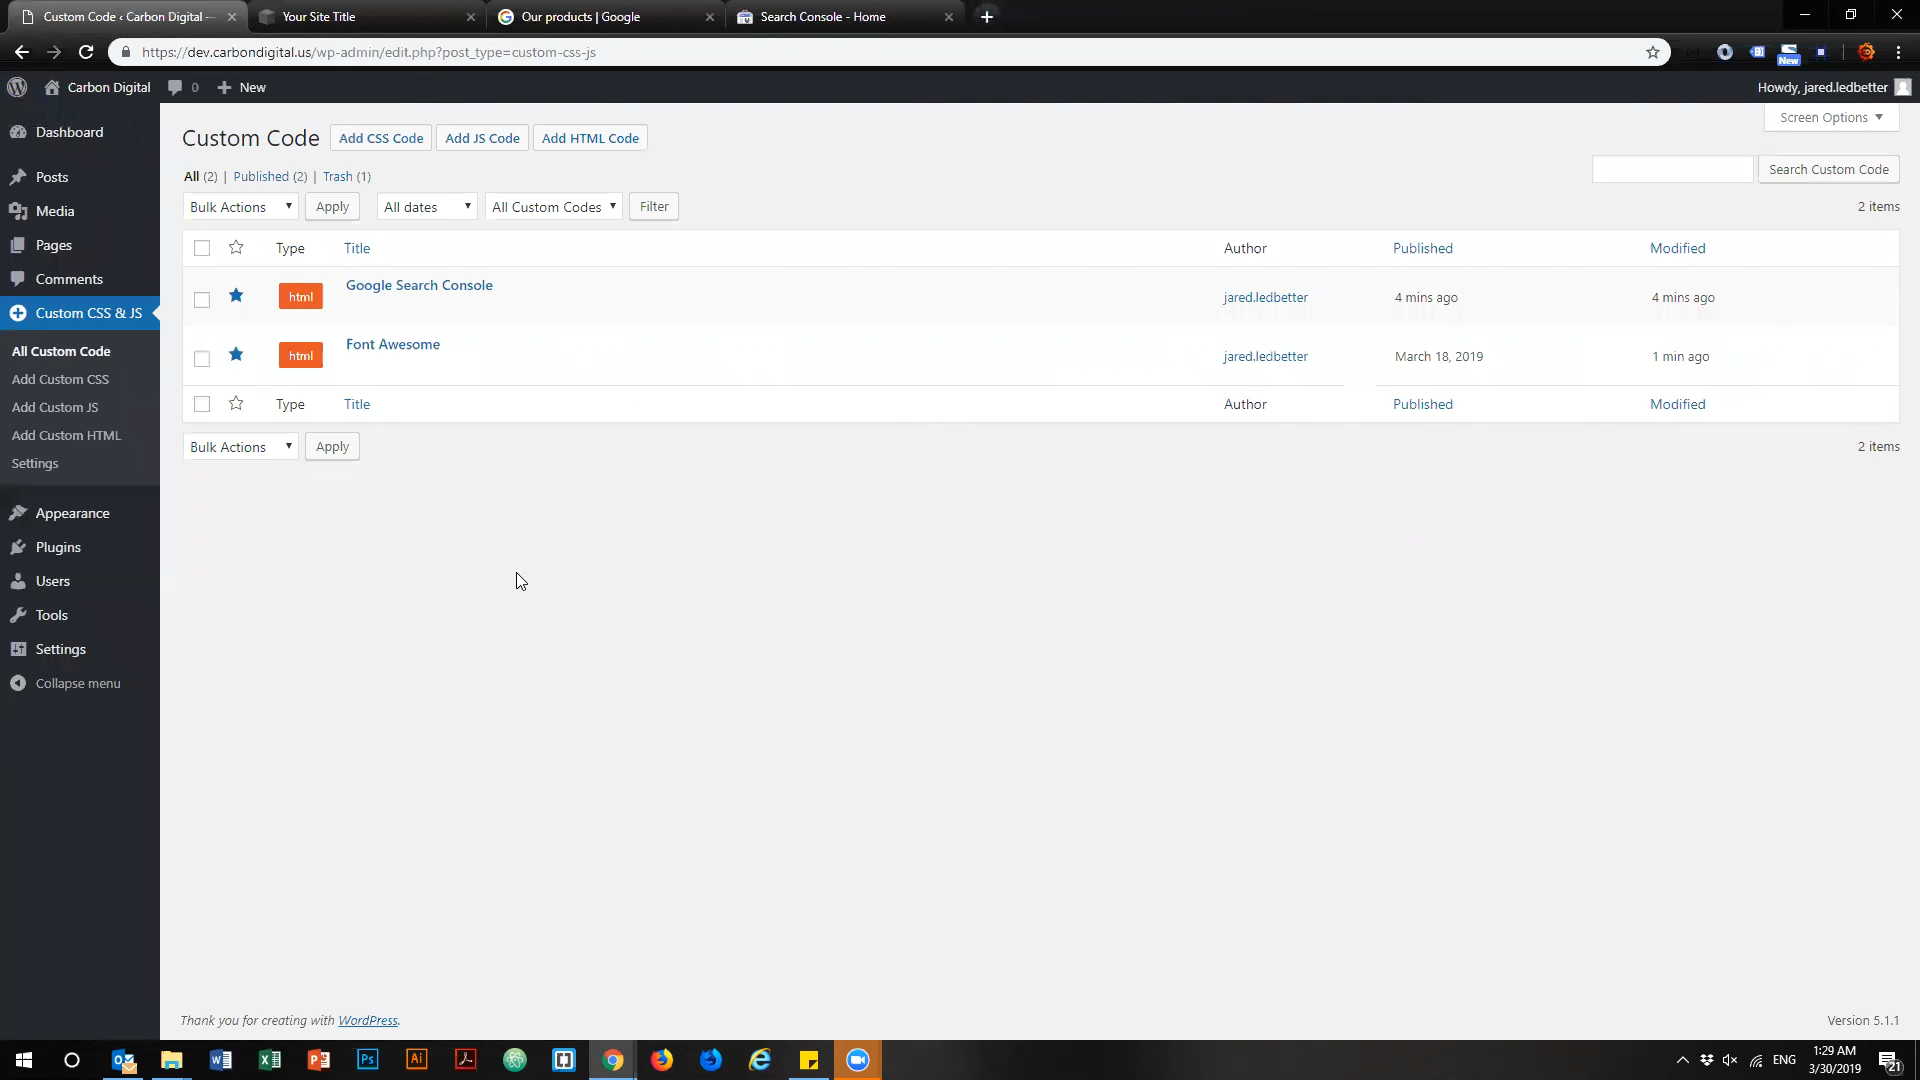 Custom Code ‹ Carbon Digital —
Your Site Title
Our products | Google
Search Console - Home
https://dev.carbondigital.us/wp-admin/edit.php?post_type=custom-css-js
New
Carbon Digital
0
New
Howdy, jared.ledbetter
Dashboard
Posts
Media
Pages
Comments
Custom CSS & JS
All Custom Code
Add Custom CSS
Add Custom JS
Add Custom HTML
Settings
Appearance
Plugins
Users
Tools
Settings
Collapse menu
Screen Options
Custom Code Add CSS Code Add JS Code Add HTML Code
All (2) | Published (2) | Trash (1)
Search Custom Code
Bulk Actions Apply All dates All Custom Codes Filter
2 items
Type Title Author Published Modified
html Google Search Console jared.ledbetter 4 mins ago 4 mins ago
html Font Awesome jared.ledbetter March 18, 2019 1 min ago
Type Title Author Published Modified
Bulk Actions Apply
2 items
Thank you for creating with WordPress.
Version 5.1.1
ENG
1:29 AM
3/30/2019
21